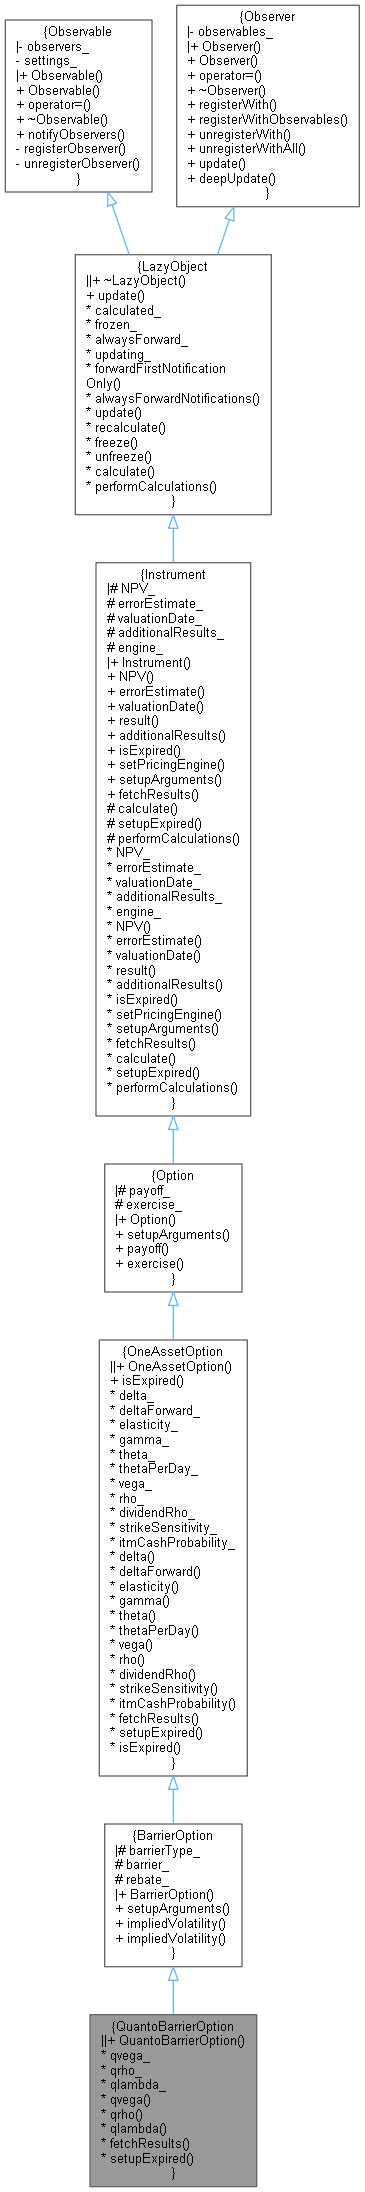 {Observable
|- observers_
- settings_
|+ Observable()
+ Observable()
+ operator=()
+ ~Observable()
+ notifyObservers()
- registerObserver()
- unregisterObserver()
}
{Observer
|- observables_
|+ Observer()
+ Observer()
+ operator=()
+ ~Observer()
+ registerWith()
+ registerWithObservables()
+ unregisterWith()
+ unregisterWithAll()
+ update()
+ deepUpdate()
}
{LazyObject
||+ ~LazyObject()
+ update()
* calculated_
* frozen_
* alwaysForward_
* updating_
* forwardFirstNotification
Only()
* alwaysForwardNotifications()
* update()
* recalculate()
* freeze()
* unfreeze()
* calculate()
* performCalculations()
}
{Instrument
|# NPV_
# errorEstimate_
# valuationDate_
# additionalResults_
# engine_
|+ Instrument()
+ NPV()
+ errorEstimate()
+ valuationDate()
+ result()
+ additionalResults()
+ isExpired()
+ setPricingEngine()
+ setupArguments()
+ fetchResults()
# calculate()
# setupExpired()
# performCalculations()
* NPV_
* errorEstimate_
* valuationDate_
* additionalResults_
* engine_
* NPV()
* errorEstimate()
* valuationDate()
* result()
* additionalResults()
* isExpired()
* setPricingEngine()
* setupArguments()
* fetchResults()
* calculate()
* setupExpired()
* performCalculations()
}
{Option
|# payoff_
# exercise_
|+ Option()
+ setupArguments()
+ payoff()
+ exercise()
}
{OneAssetOption
||+ OneAssetOption()
+ isExpired()
* delta_
* deltaForward_
* elasticity_
* gamma_
* theta_
* thetaPerDay_
* vega_
* rho_
* dividendRho_
* strikeSensitivity_
* itmCashProbability_
* delta()
* deltaForward()
* elasticity()
* gamma()
* theta()
* thetaPerDay()
* vega()
* rho()
* dividendRho()
* strikeSensitivity()
* itmCashProbability()
* fetchResults()
* setupExpired()
* isExpired()
}
{BarrierOption
|# barrierType_
# barrier_
# rebate_
|+ BarrierOption()
+ setupArguments()
+ impliedVolatility()
+ impliedVolatility()
}
{QuantoBarrierOption
||+ QuantoBarrierOption()
* qvega_
* qrho_
* qlambda_
* qvega()
* qrho()
* qlambda()
* fetchResults()
* setupExpired()
}